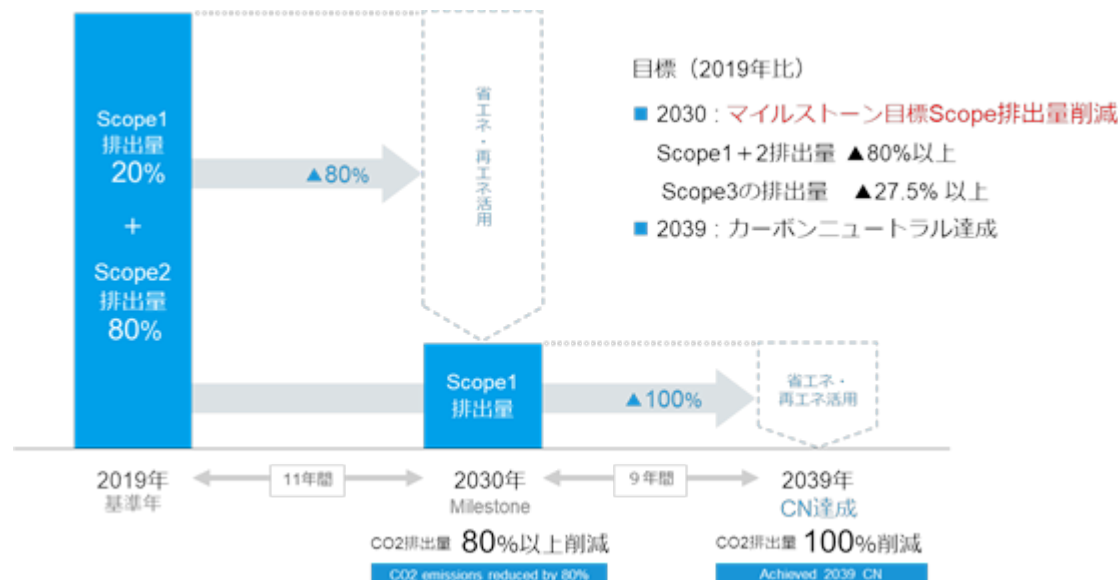 Scope1
排出量
20%
+
Scope2
排出量
80%
▲80%
省エネ・再エネ活用
目標（2019年比）
■ 2030 : マイルストーン目標Scope排出量削減
Scope1＋2排出量 ▲80%以上
Scope3の排出量 ▲27.5% 以上
■ 2039 : カーボンニュートラル達成
Scope1
排出量
▲100%
省エネ・
再エネ活用
2019年
基準年
11年間
2030年
Milestone
9年間
2039年
CN達成
CO2排出量 80%以上削減
CO2排出量 100%削減
CO2 emissions reduced by 80%
Achieved 2039 CN